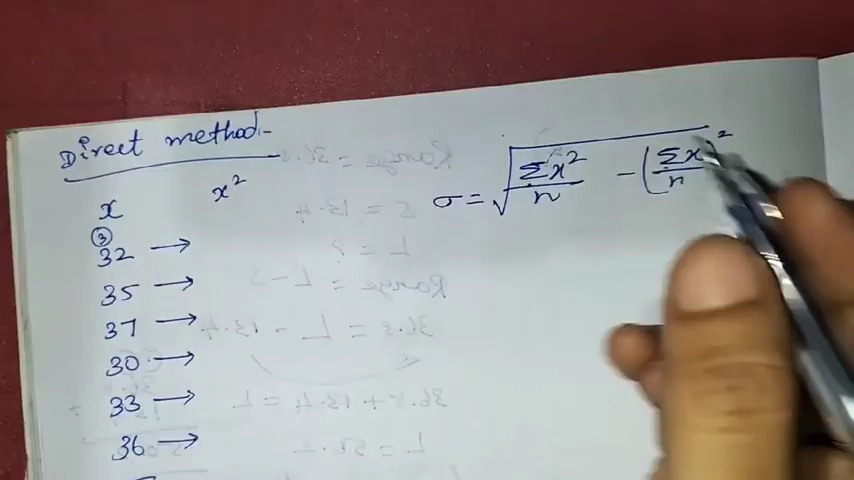 Direct method:-
x x²
③
32 →
35 →
37 →
30 →
33 →
36 →
σ = √(Σx²/n - (Σx/n)²